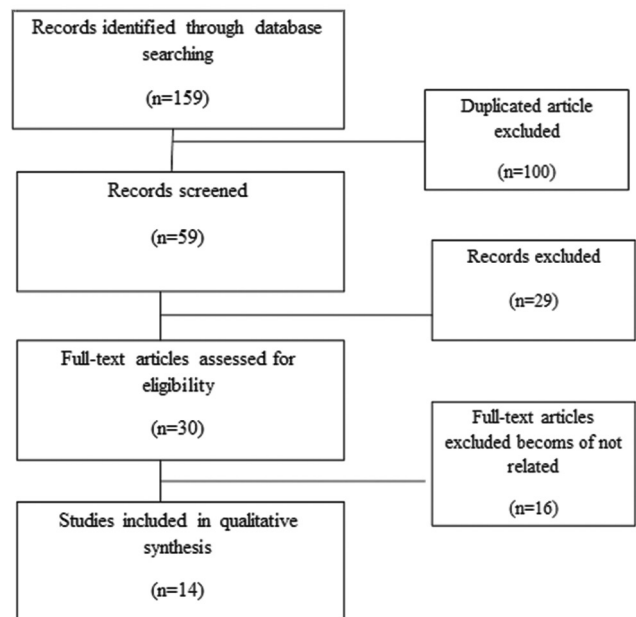 Records identified through database
searching
(n=159)
Duplicated article
excluded
(n=100)
Records screened
(n=59)
Records excluded
(n=29)
Full-text articles assessed for
eligibility
(n=30)
Full-text articles
excluded becoms of not
related
(n=16)
Studies included in qualitative
synthesis
(n=14)